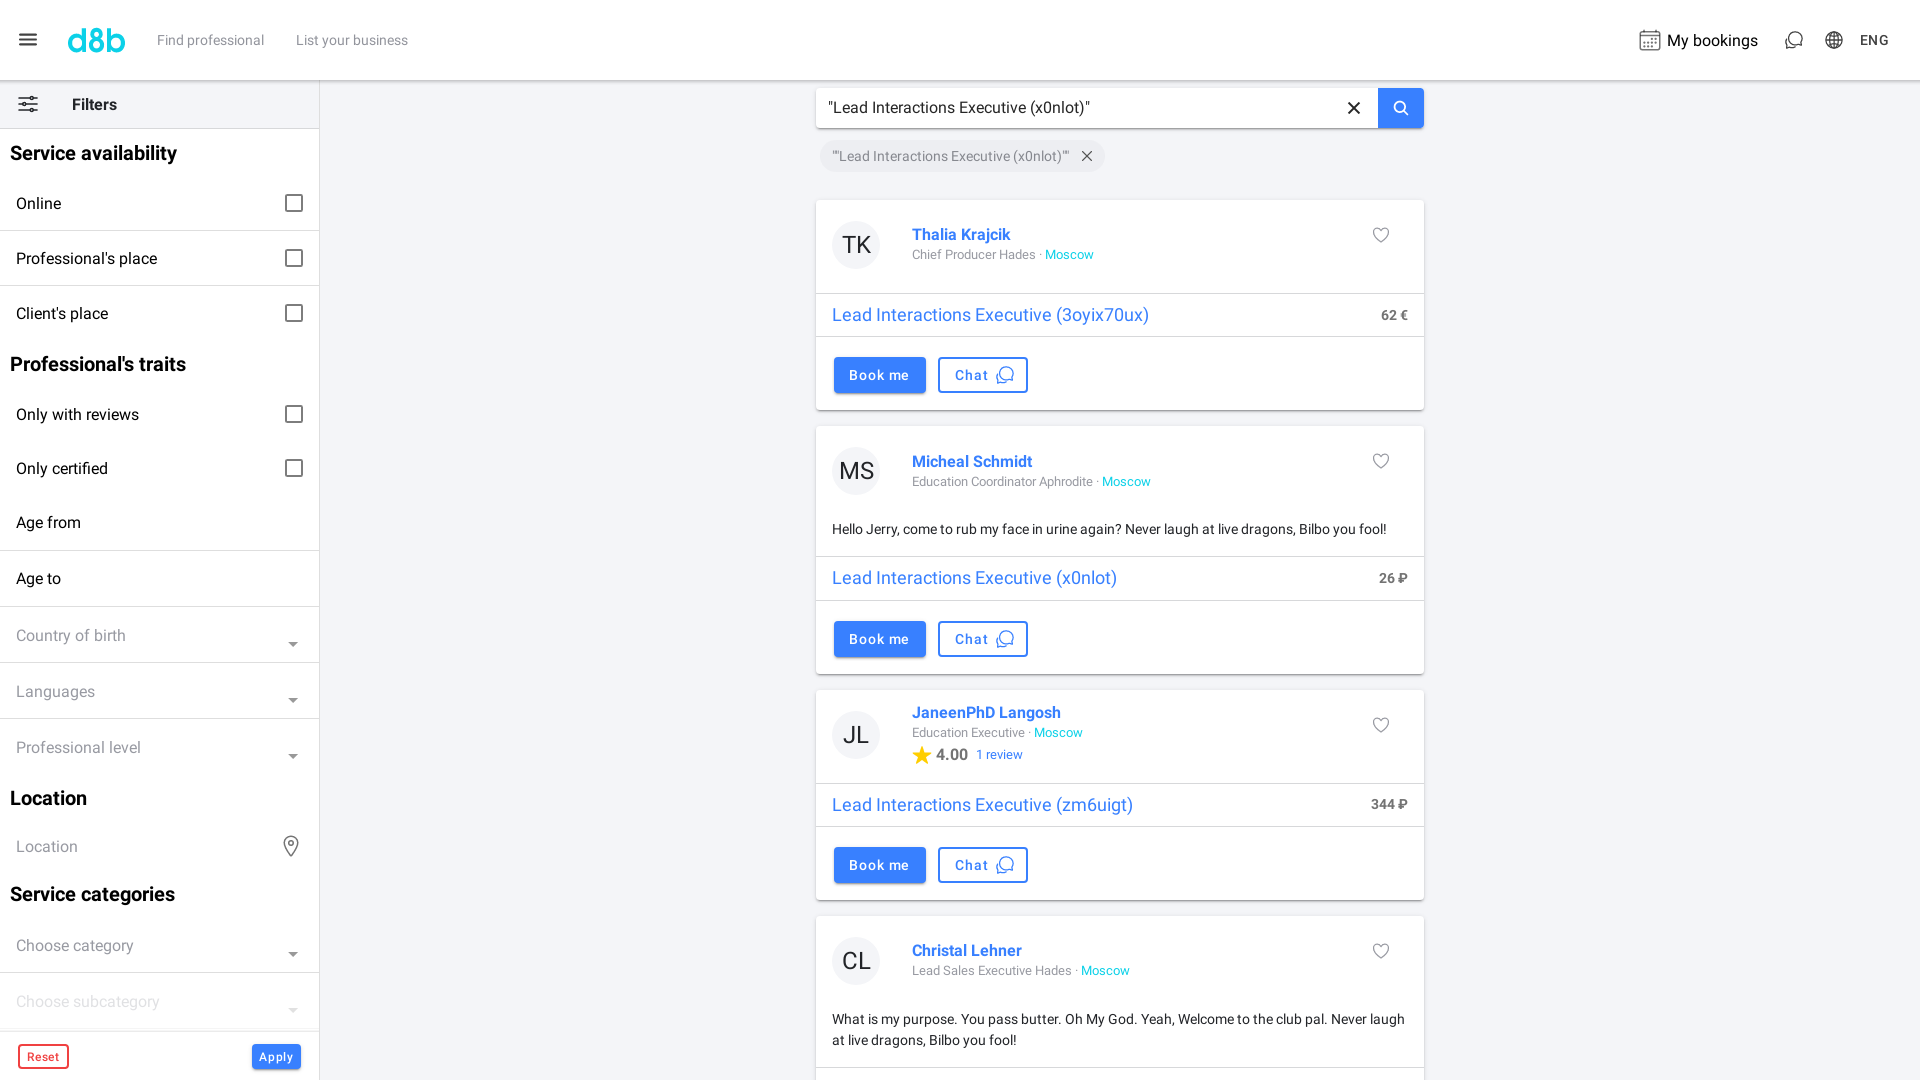 d8b
Find professional
List your business
My bookings
ENG
Filters
Service availability
Online
Professional's place
Client's place
Professional's traits
Only with reviews
Only certified
Age from
Age to
Country of birth
Languages
Professional level
Location
Location
Service categories
Choose category
Choose subcategory
Reset
Apply
"Lead Interactions Executive (x0nlot)"
""Lead Interactions Executive (x0nlot)""
TK
Thalia Krajcik
Chief Producer Hades · Moscow
Lead Interactions Executive (3oyix70ux)
62 €
Book me
Chat
MS
Micheal Schmidt
Education Coordinator Aphrodite · Moscow
Hello Jerry, come to rub my face in urine again? Never laugh at live dragons, Bilbo you fool!
Lead Interactions Executive (x0nlot)
26 ₽
Book me
Chat
JL
JaneenPhD Langosh
Education Executive · Moscow
4.00 1 review
Lead Interactions Executive (zm6uigt)
344 ₽
Book me
Chat
CL
Christal Lehner
Lead Sales Executive Hades · Moscow
What is my purpose. You pass butter. Oh My God. Yeah, Welcome to the club pal. Never laugh
at live dragons, Bilbo you fool!